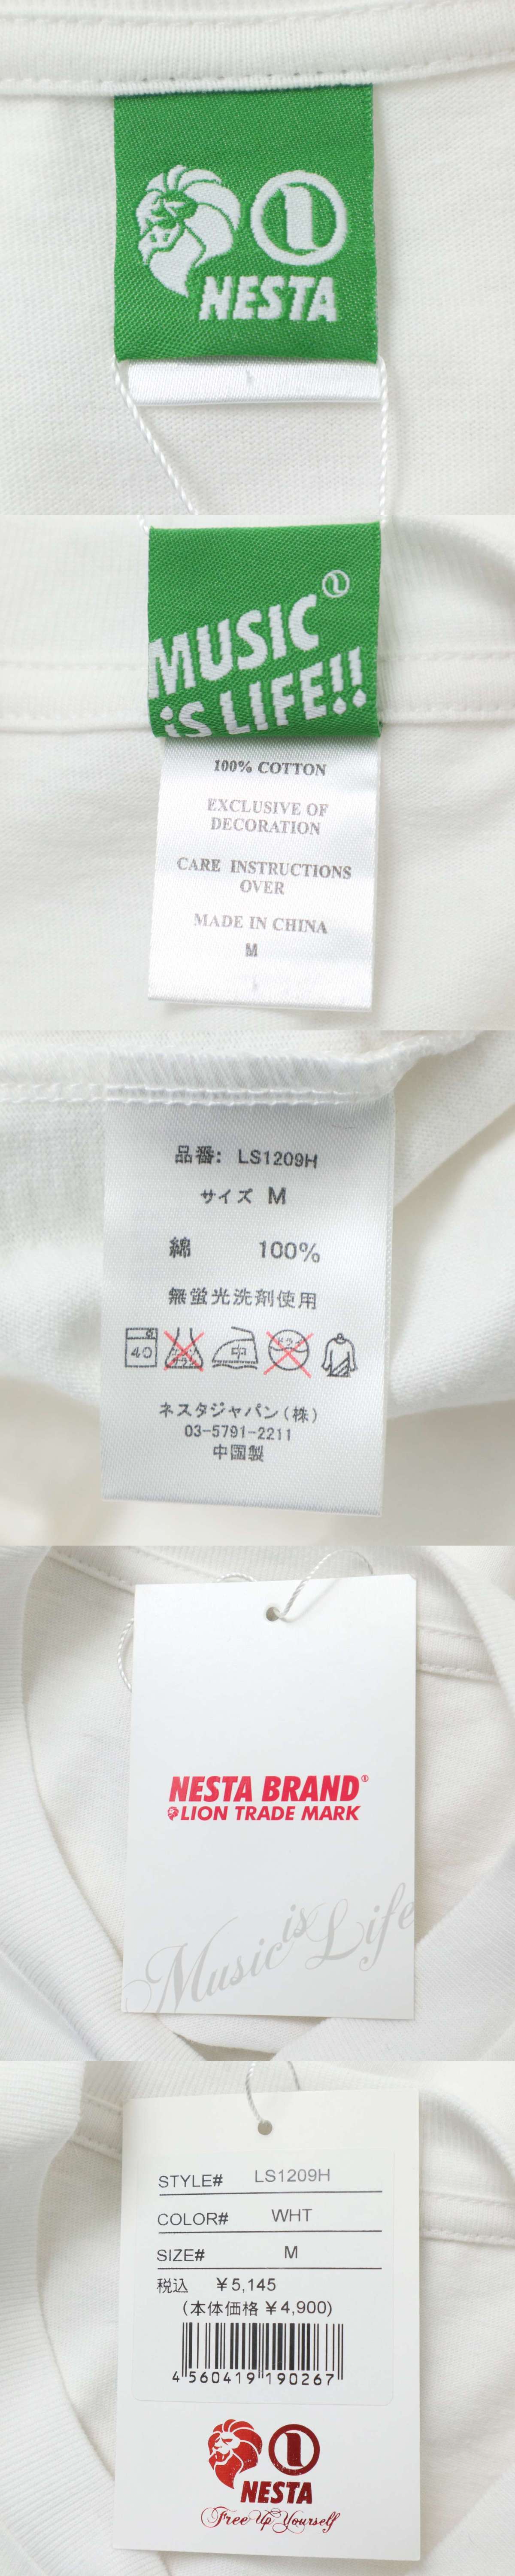 NESTA
MUSIC
iS LIFE!!
100% COTTON
EXCLUSIVE OF
DECORATION
CARE INSTRUCTIONS
OVER
MADE IN CHINA
M
品番: LS1209H
サイズ M
綿 100%
無蛍光洗剤使用
40 中
ネスタジャパン(株)
03-5791-2211
中国製
NESTA BRAND
LION TRADE MARK
Music is Life
STYLE# LS1209H
COLOR# WHT
SIZE# M
税込 ¥5,145
(本体価格 ¥4,900)
4560419190267
NESTA
Free Up Yourself